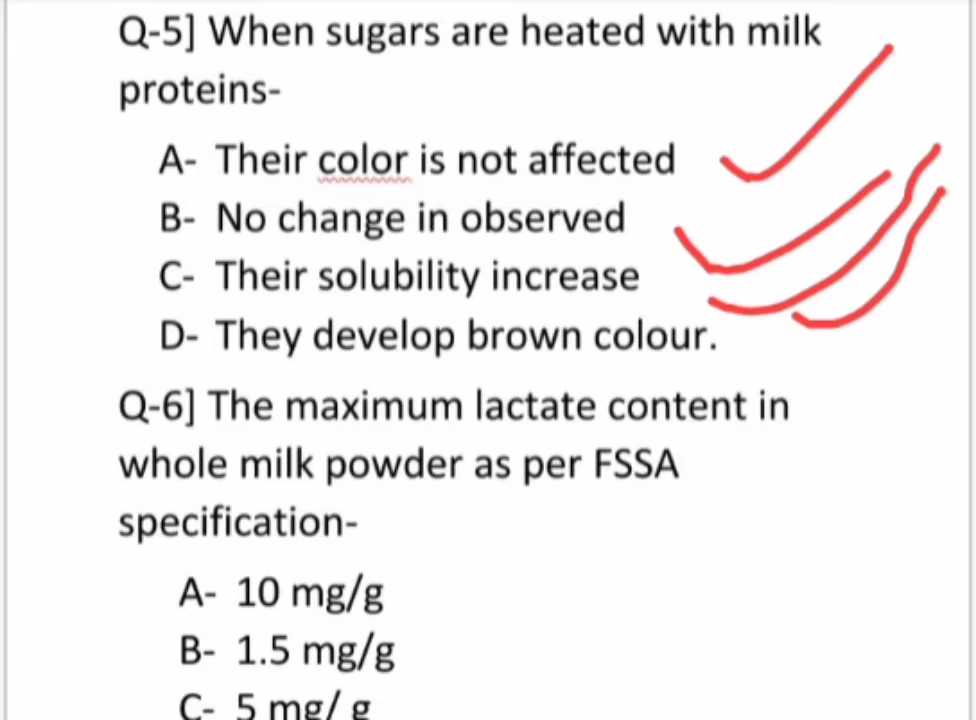 Q-5] When sugars are heated with milk
proteins-
A- Their color is not affected
B- No change in observed
C- Their solubility increase
D- They develop brown colour.
Q-6] The maximum lactate content in
whole milk powder as per FSSA
specification-
A- 10 mg/g
B- 1.5 mg/g
C- 5 mg/ g